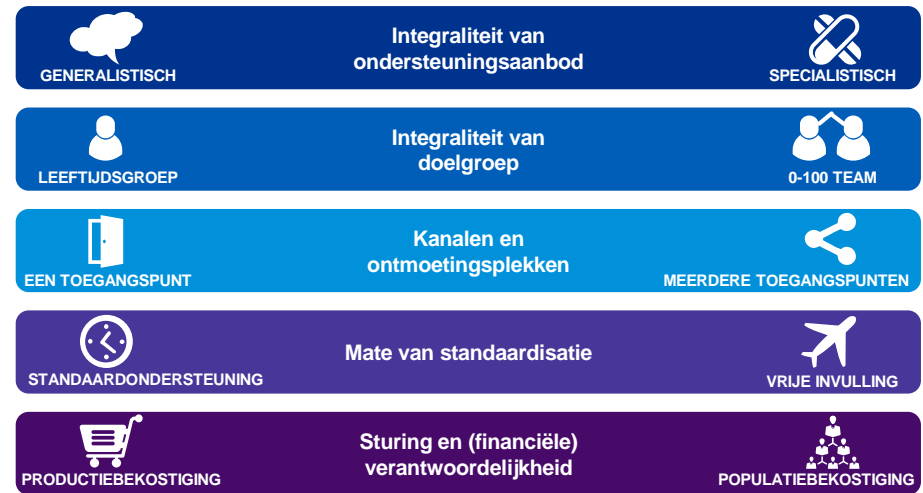 Integraliteit van
ondersteuningsaanbod
GENERALISTISCH
SPECIALISTISCH
Integraliteit van
doelgroep
LEEFTIJDSGROEP
0-100 TEAM
Kanalen en
ontmoetingsplekken
EEN TOEGANGSPUNT
MEERDERE TOEGANGSPUNTEN
Mate van standaardisatie
STANDAARDONDERSTEUNING
VRIJE INVULLING
Sturing en (financiële)
verantwoordelijkheid
PRODUCTIEBEKOSTIGING
POPULATIEBEKOSTIGING